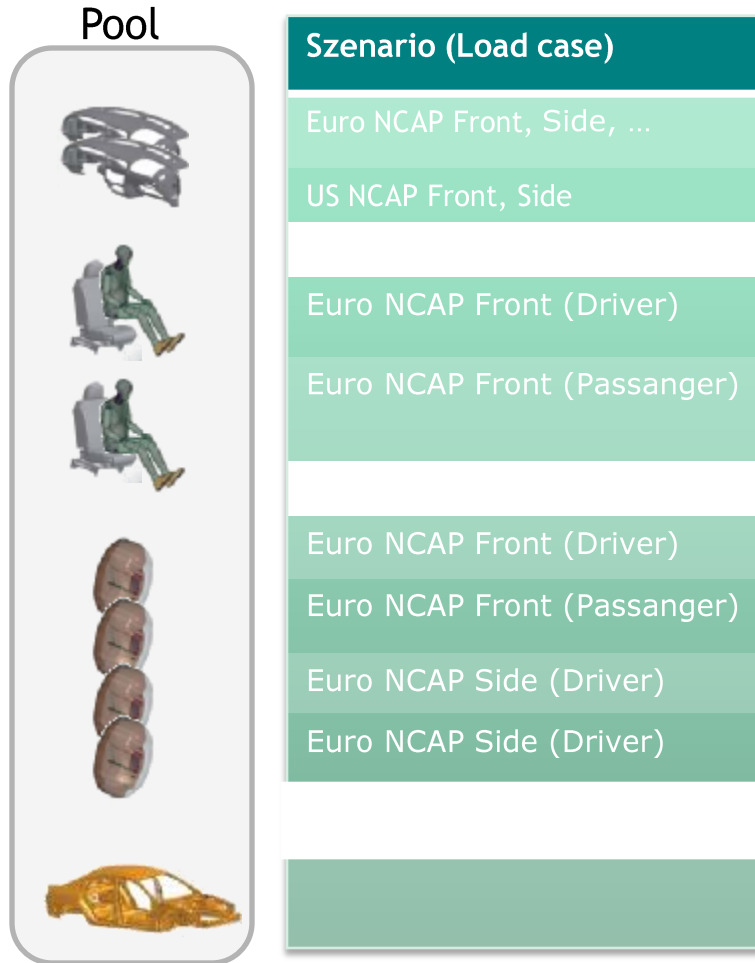 Pool
Szenario (Load case)
Euro NCAP Front, Side, ...
US NCAP Front, Side
Euro NCAP Front (Driver)
Euro NCAP Front (Passanger)
Euro NCAP Front (Driver)
Euro NCAP Front (Passanger)
Euro NCAP Side (Driver)
Euro NCAP Side (Driver)